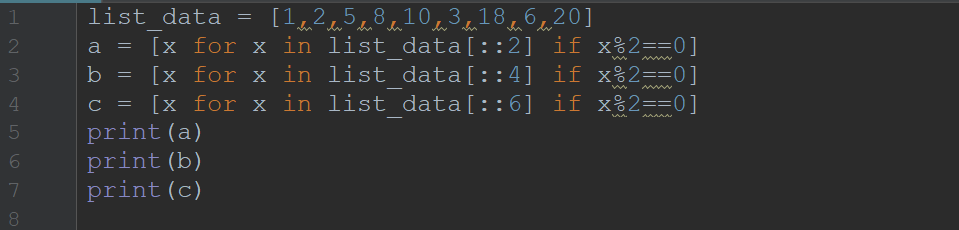 1 list_data = [1,2,5,8,10,3,18,6,20]
2 a = [x for x in list_data[::2] if x%2==0]
3 b = [x for x in list_data[::4] if x%2==0]
4 c = [x for x in list_data[::6] if x%2==0]
5 print(a)
6 print(b)
7 print(c)
8